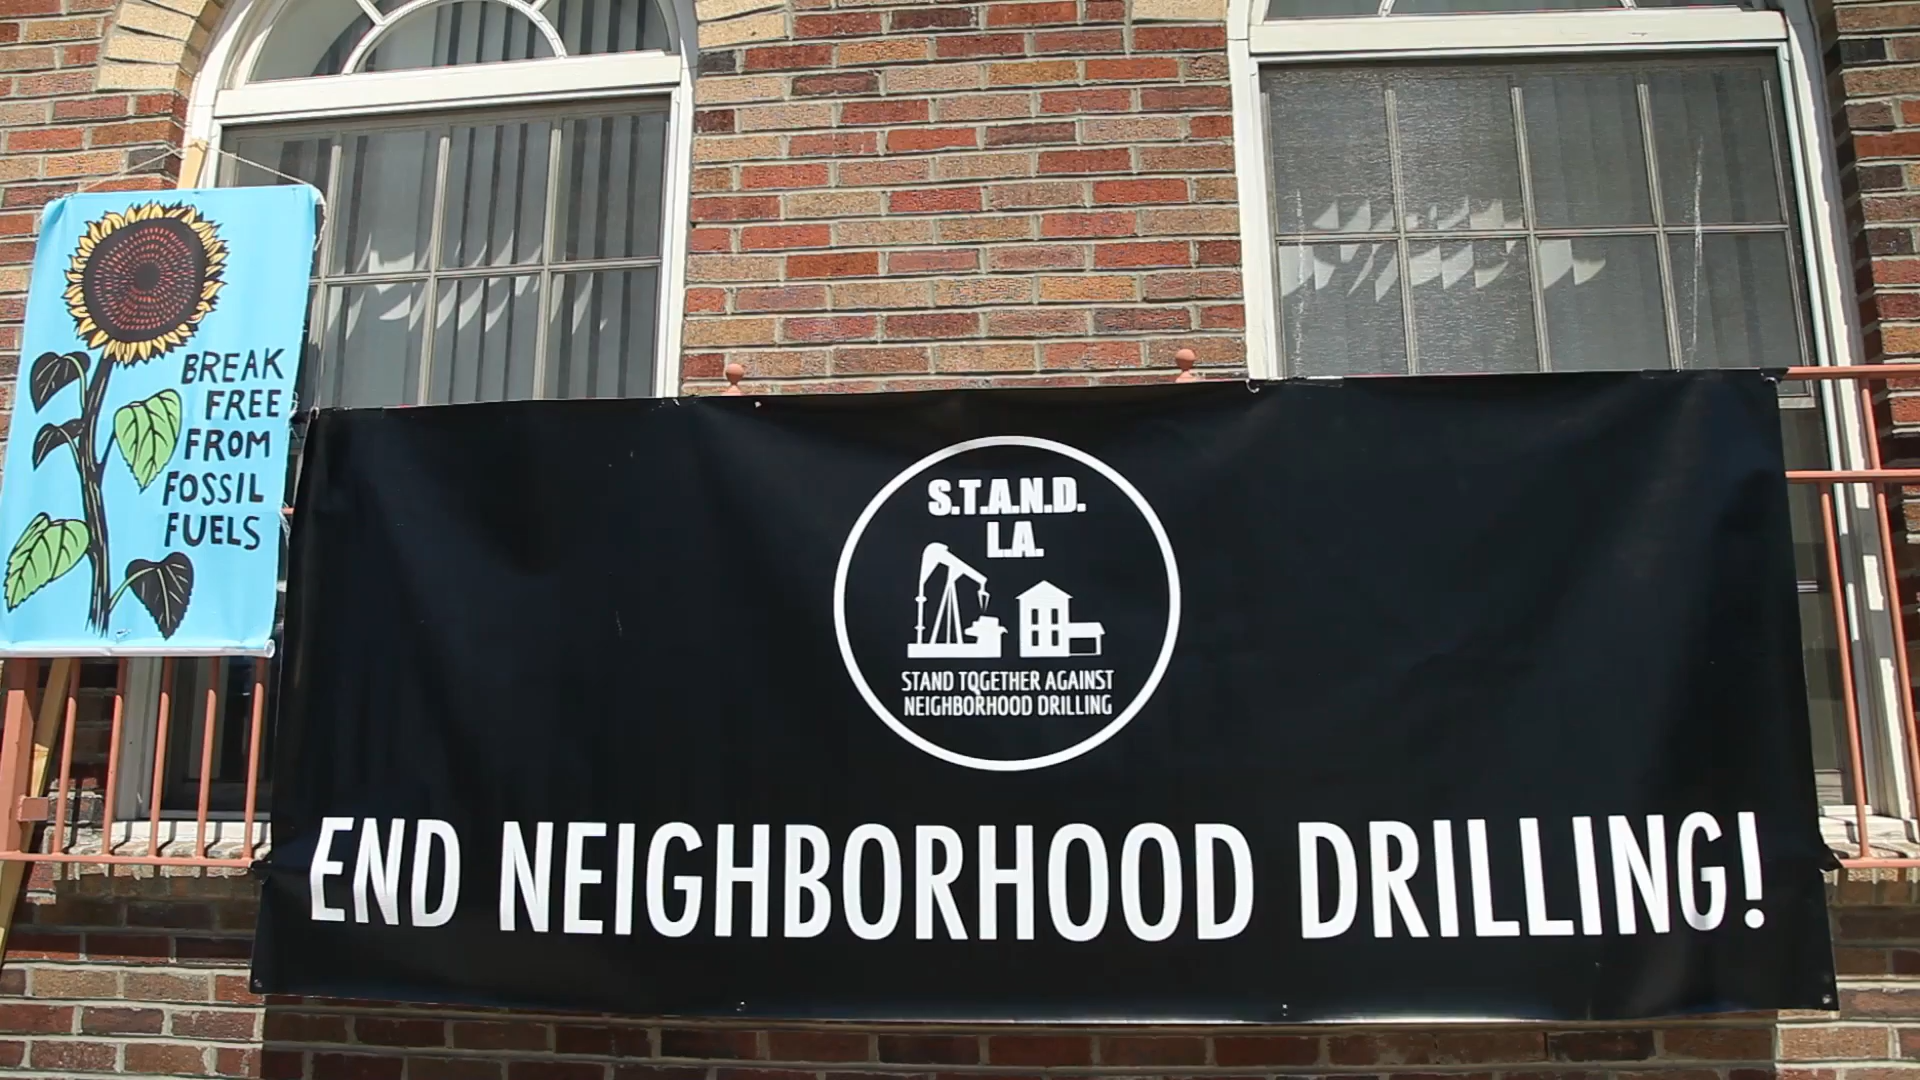 BREAK
FREE
FROM
FOSSIL
FUELS
S.T.A.N.D.
L.A.
STAND TOGETHER AGAINST
NEIGHBORHOOD DRILLING
END NEIGHBORHOOD DRILLING!